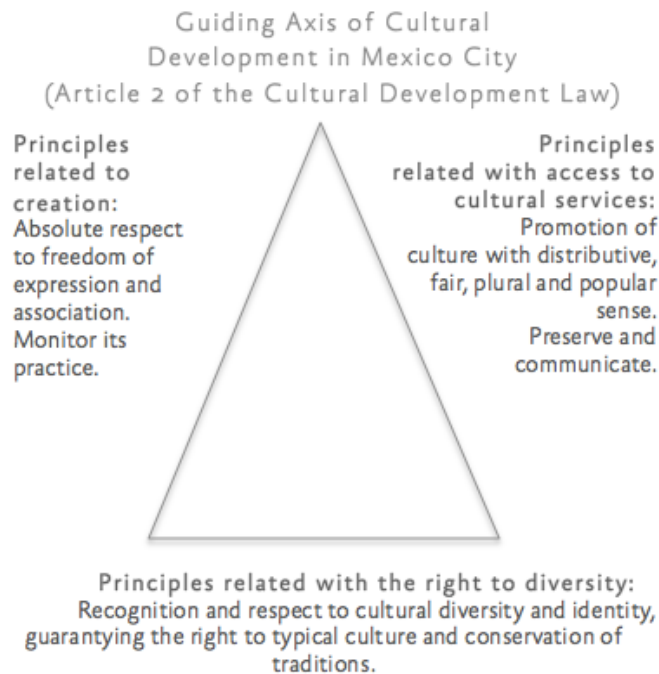 Guiding Axis of Cultural
Development in Mexico City
(Article 2 of the Cultural Development Law)
Principles
related to
creation:
Absolute respect
to freedom of
expression and
association.
Monitor its
practice.
Principles
related with access to
cultural services:
Promotion of
culture with distributive,
fair, plural and popular
sense.
Preserve and
communicate.
Principles related with the right to diversity:
Recognition and respect to cultural diversity and identity,
guarantying the right to typical culture and conservation of
traditions.